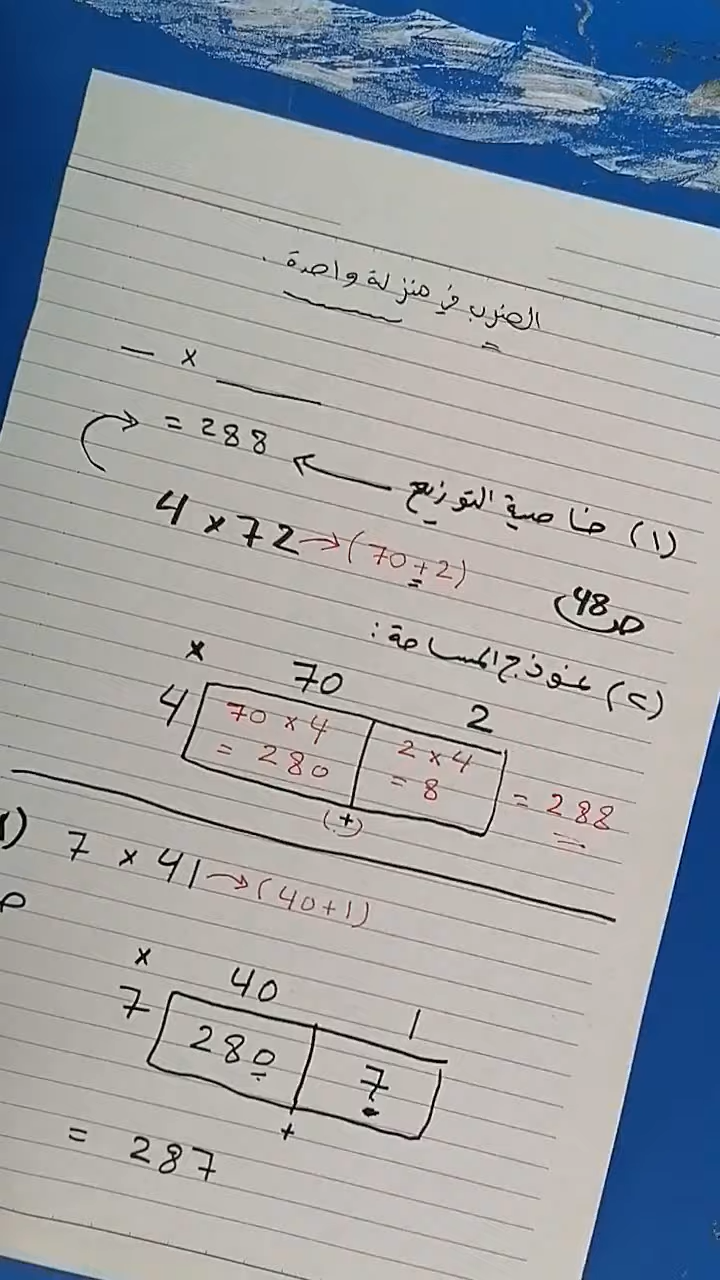 الضرب في منزلة واحدة.
— × ——
(١) خاصية التوزيع ← = 288
4 × 72 → (70 + 2)
ص 48
(٢) نموذج المساحة:
× 70 2
4 70 × 4 2 × 4
= 280 = 8 = 288
(+)
1) 7 × 41 → (40+1)
ص
× 40 1
7 280 7
+
= 287